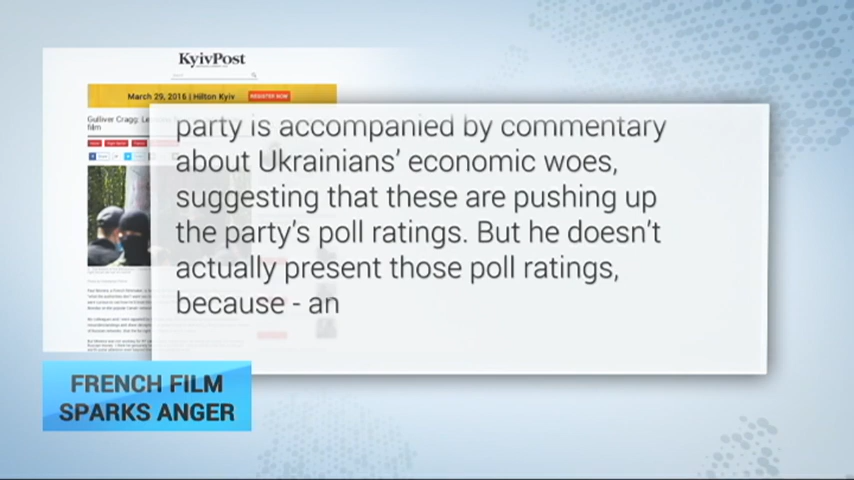 KyivPost
March 29, 2016 | Hilton Kyiv REGISTER NOW
Gulliver Cragg:
film
party is accompanied by commentary
about Ukrainians' economic woes,
suggesting that these are pushing up
the party's poll ratings. But he doesn't
actually present those poll ratings,
because - an
FRENCH FILM
SPARKS ANGER